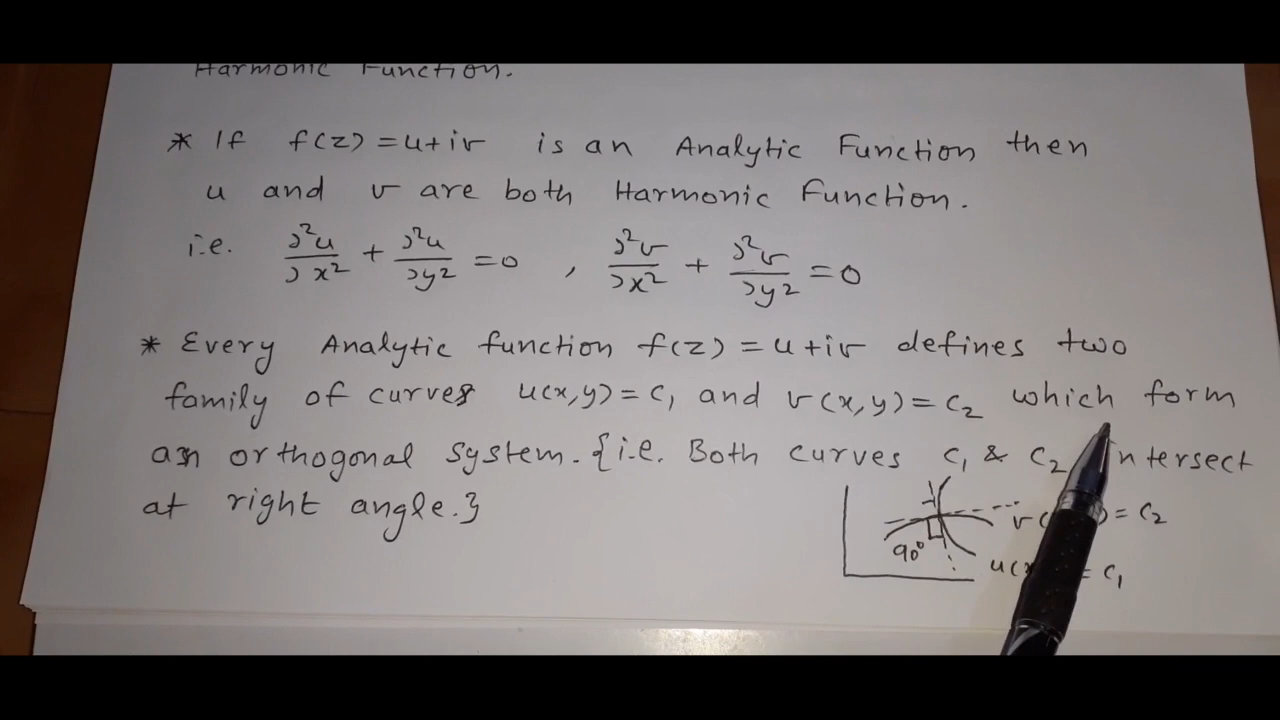 Harmonic Function.
* If f(z) = u+iv is an Analytic Function then
u and v are both Harmonic Function.
i.e. ∂²u/∂x² + ∂²u/∂y² = 0 , ∂²v/∂x² + ∂²v/∂y² = 0
* Every Analytic function f(z) = u+iv defines two
family of curves u(x,y) = c₁ and v(x,y) = c₂ which form
an orthogonal system. {i.e. Both curves c₁ & c₂ intersect
at right angle.}
v( ) = c₂
90°
u(x = c₁